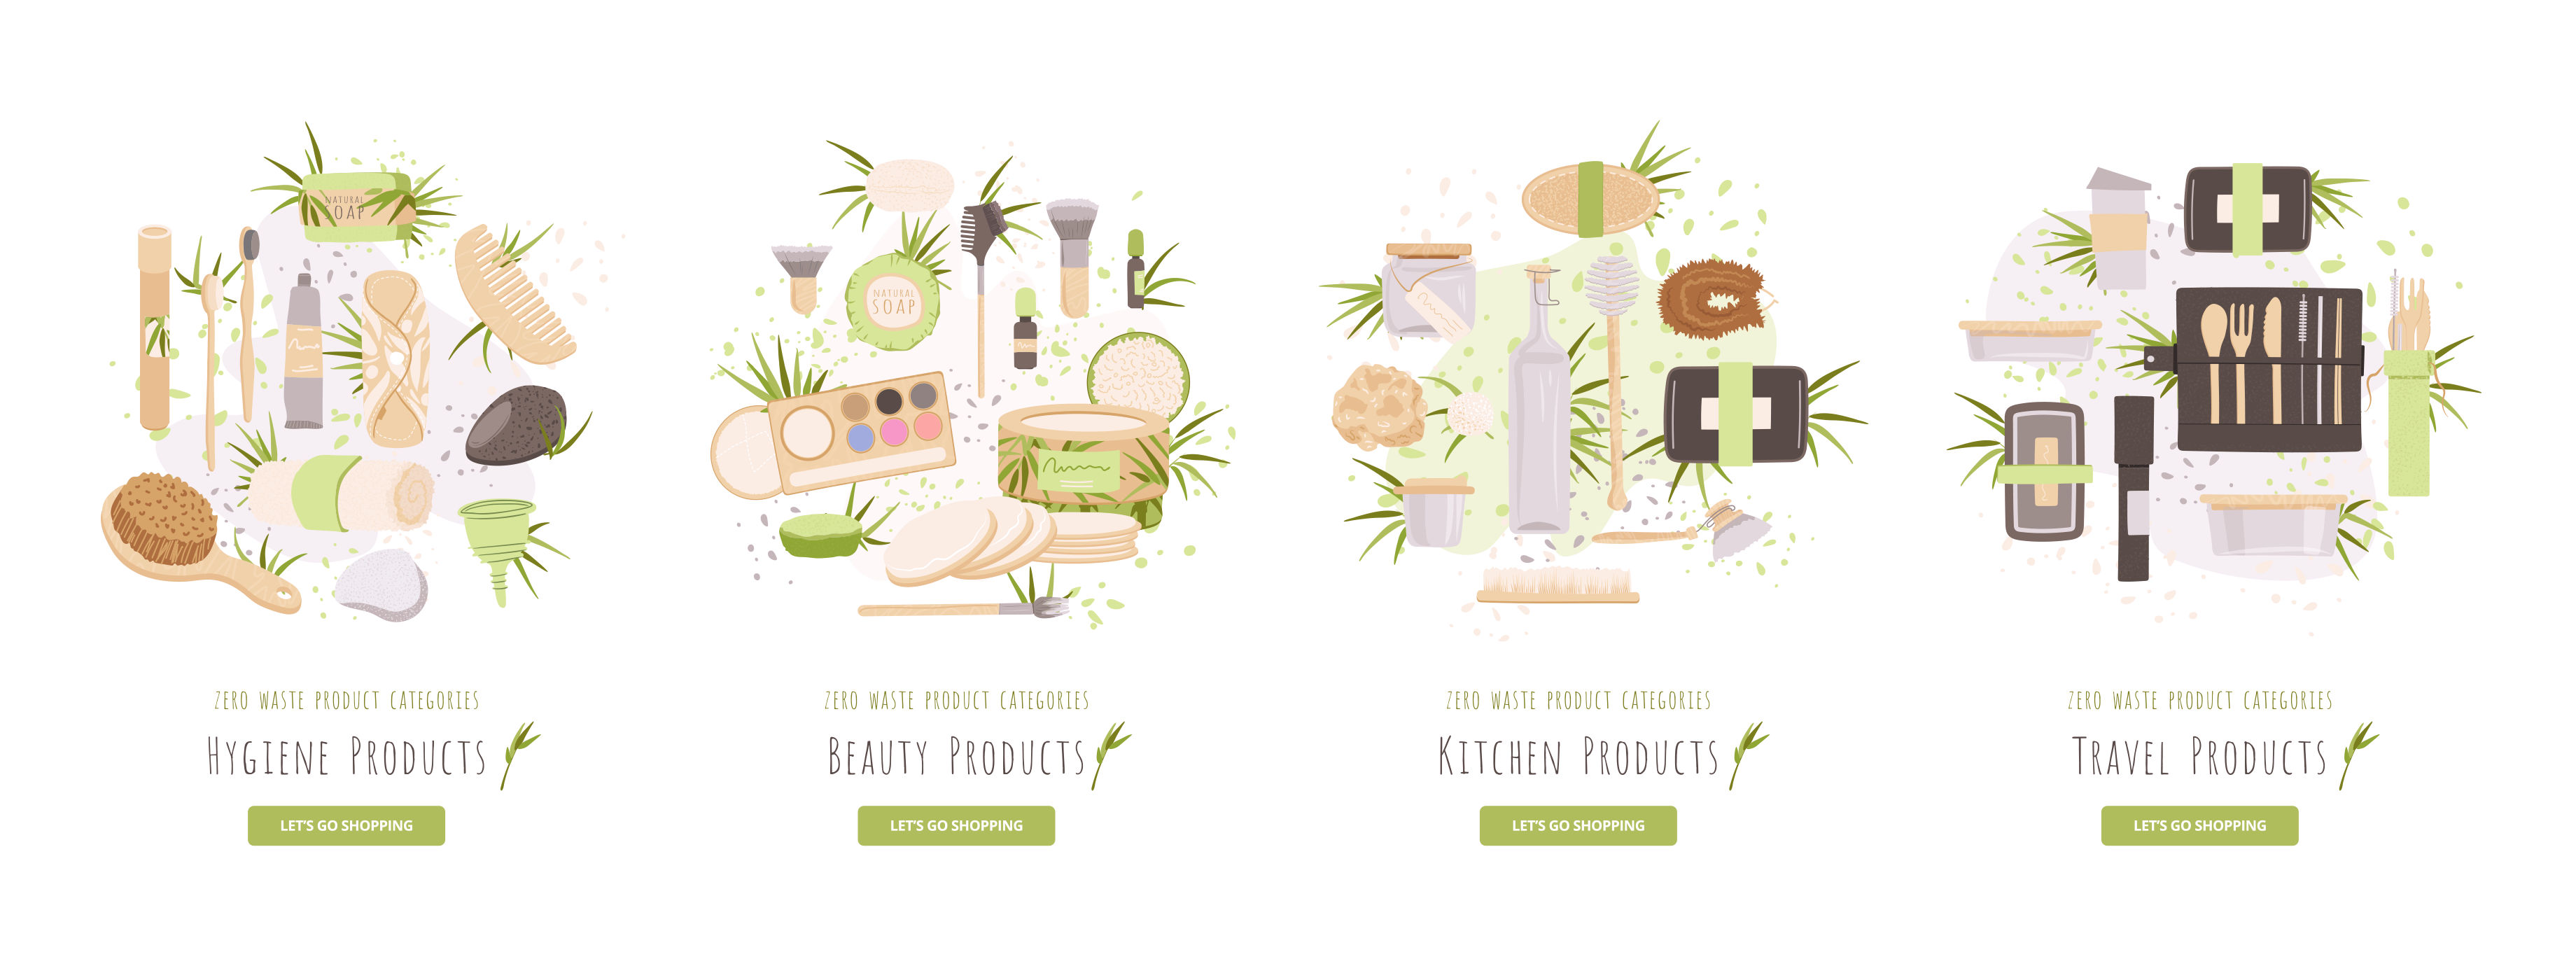 NATURAL
SOAP
ZERO WASTE PRODUCT CATEGORIES
HYGIENE PRODUCTS
LET'S GO SHOPPING
NATURAL
SOAP
ZERO WASTE PRODUCT CATEGORIES
BEAUTY PRODUCTS
LET'S GO SHOPPING
ZERO WASTE PRODUCT CATEGORIES
KITCHEN PRODUCTS
LET'S GO SHOPPING
ZERO WASTE PRODUCT CATEGORIES
TRAVEL PRODUCTS
LET'S GO SHOPPING